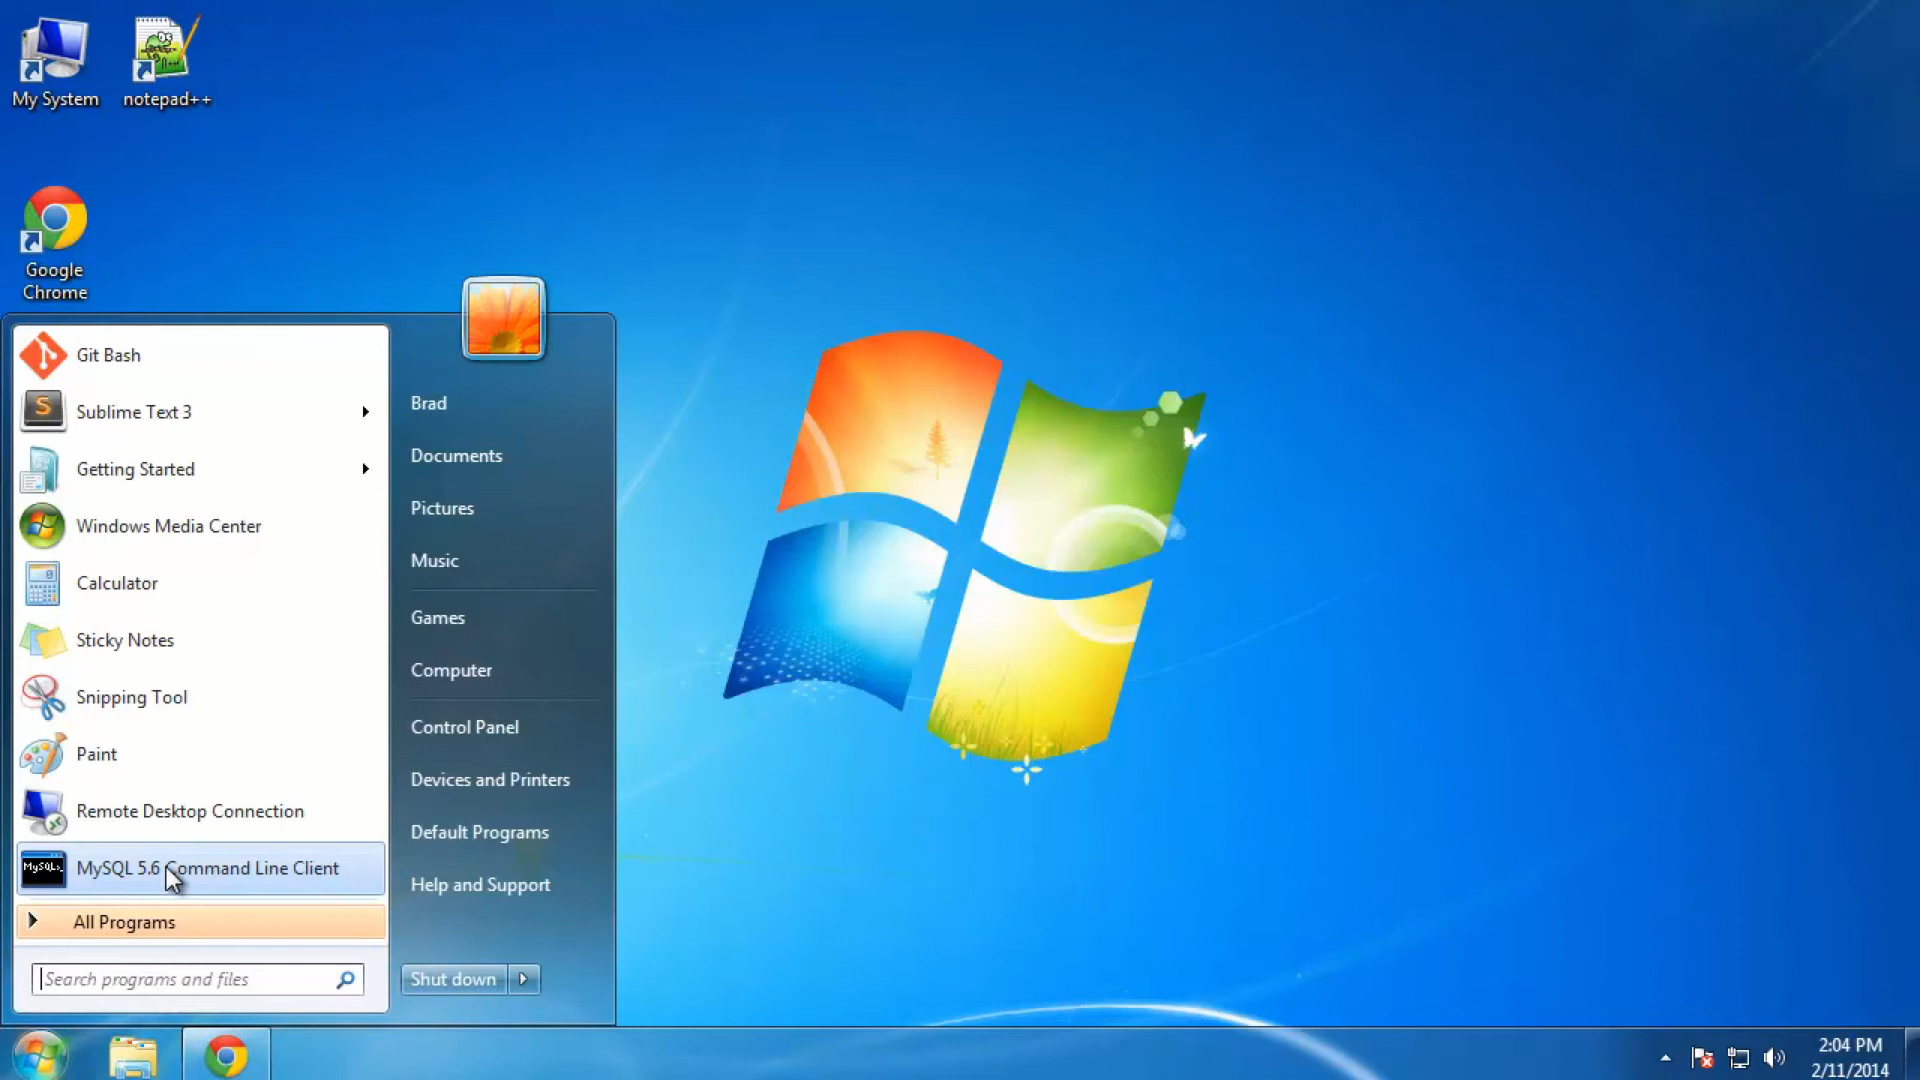 My System
notepad++
Google
Chrome
Git Bash
Sublime Text 3
Getting Started
Windows Media Center
Calculator
Sticky Notes
Snipping Tool
Paint
Remote Desktop Connection
MySQL 5.6 Command Line Client
All Programs
Search programs and files
Brad
Documents
Pictures
Music
Games
Computer
Control Panel
Devices and Printers
Default Programs
Help and Support
Shut down
2:04 PM
2/11/2014